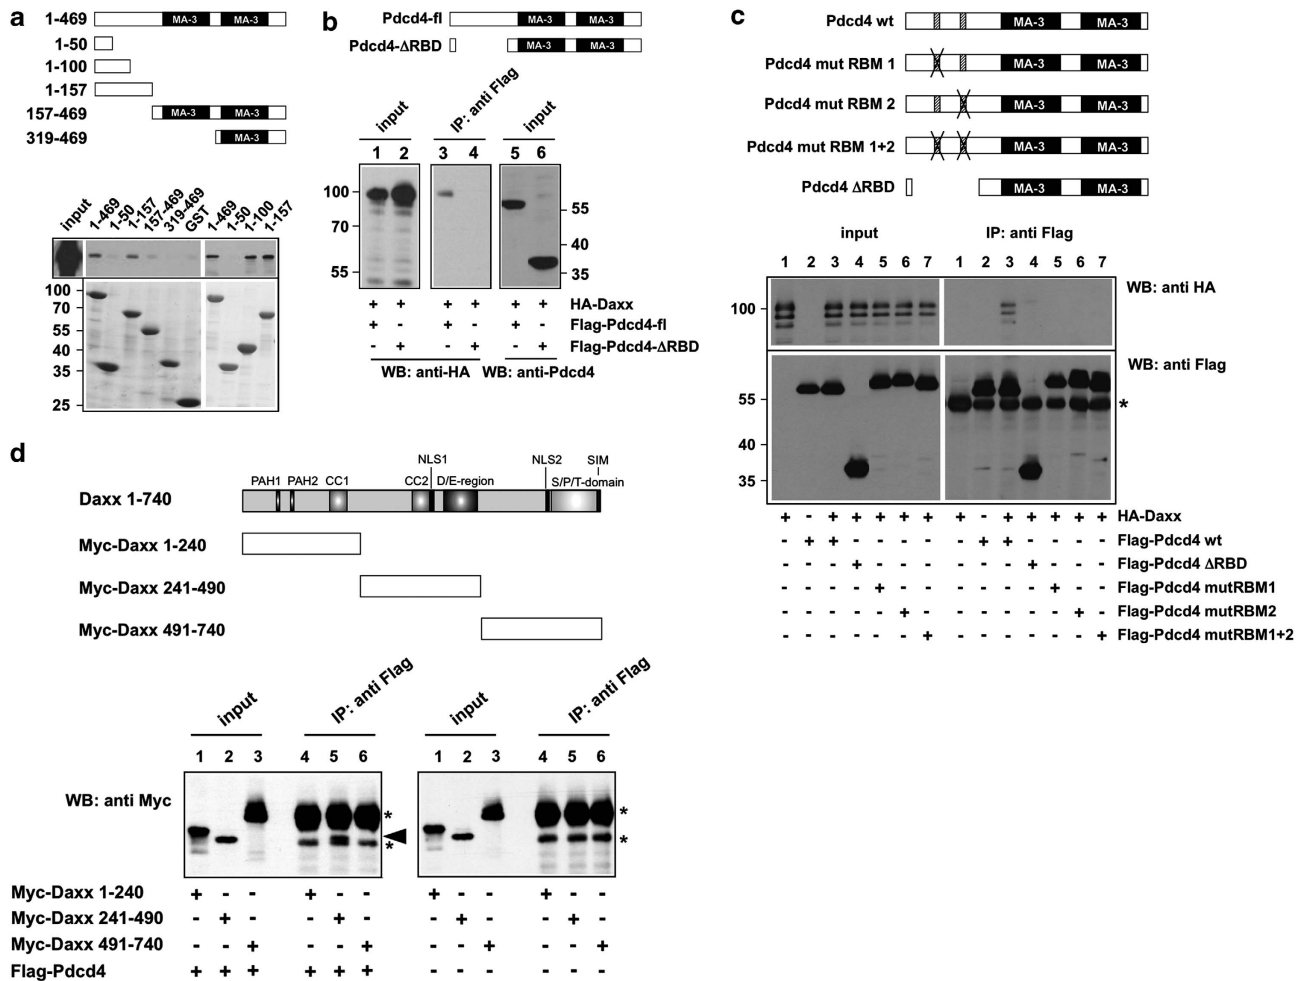 a
1-469 MA-3 MA-3
1-50
1-100
1-157
157-469 MA-3 MA-3
319-469 MA-3
input 1-469 1-50 1-157 157-469 319-469 GST 1-469 1-50 1-100 1-157
100
70
55
40
35
25
b
Pdcd4-fl MA-3 MA-3
Pdcd4-ΔRBD MA-3 MA-3
input IP: anti Flag input
1 2 3 4 5 6
100
70
55
55
40
35
+ + + + + + HA-Daxx
+ - + - + - Flag-Pdcd4-fl
- + - + - + Flag-Pdcd4-ΔRBD
WB: anti-HA WB: anti-Pdcd4
c
Pdcd4 wt MA-3 MA-3
Pdcd4 mut RBM 1 MA-3 MA-3
Pdcd4 mut RBM 2 MA-3 MA-3
Pdcd4 mut RBM 1+2 MA-3 MA-3
Pdcd4 ΔRBD MA-3 MA-3
input IP: anti Flag
1 2 3 4 5 6 7 1 2 3 4 5 6 7
WB: anti HA
100
WB: anti Flag
55
*
40
35
+ - + + + + + + - + + + + + HA-Daxx
- + + - - - - - + + - - - - Flag-Pdcd4 wt
- - - + - - - - - - + - - - Flag-Pdcd4 ΔRBD
- - - - + - - - - - - + - - Flag-Pdcd4 mutRBM1
- - - - - + - - - - - - + - Flag-Pdcd4 mutRBM2
- - - - - - + - - - - - - + Flag-Pdcd4 mutRBM1+2
d
NLS1 NLS2 SIM
PAH1 PAH2 CC1 CC2 D/E-region S/P/T-domain
Daxx 1-740
Myc-Daxx 1-240
Myc-Daxx 241-490
Myc-Daxx 491-740
input IP: anti Flag input IP: anti Flag
1 2 3 4 5 6 1 2 3 4 5 6
WB: anti Myc
* *
* *
Myc-Daxx 1-240 + - - + - - + - - + - -
Myc-Daxx 241-490 - + - - + - - + - - + -
Myc-Daxx 491-740 - - + - - + - - + - - +
Flag-Pdcd4 + + + + + + - - - - - -